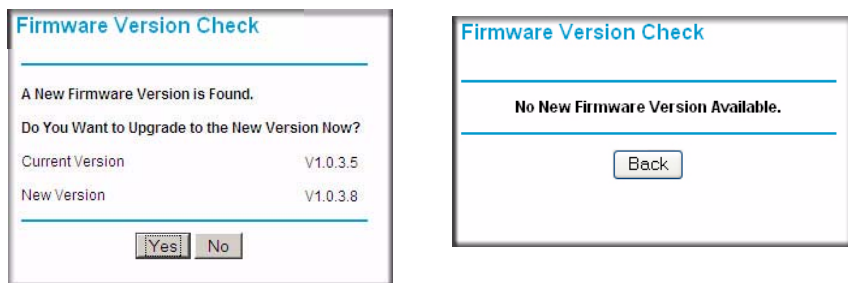 Firmware Version Check
A New Firmware Version is Found.
Do You Want to Upgrade to the New Version Now?
Current Version V1.0.3.5
New Version V1.0.3.8
Yes No
Firmware Version Check
No New Firmware Version Available.
Back